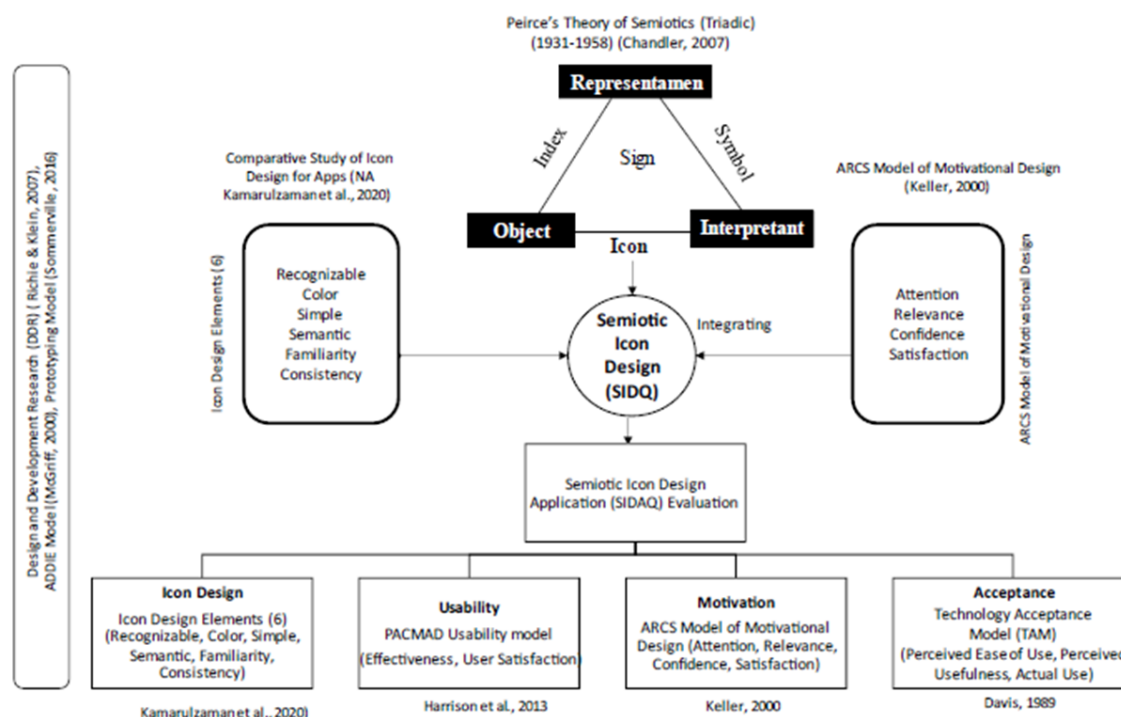 Peirce's Theory of Semiotics (Triadic)
(1931-1958) (Chandler, 2007)
Representamen
Index
Symbol
Sign
Object
Interpretant
Icon
Design and Development Research (DDR) ( Richie & Klein, 2007),
ADDIE Model (McGriff, 2000), Prototyping Model (Sommerville, 2016)
Comparative Study of Icon
Design for Apps (NA
Kamarulzaman et al., 2020)
Icon Design Elements (6)
Recognizable
Color
Simple
Semantic
Familiarity
Consistency
Semiotic
Icon
Design
(SIDQ)
Integrating
ARCS Model of Motivational Design
(Keller, 2000)
Attention
Relevance
Confidence
Satisfaction
ARCS Model of Motivational Design
Semiotic Icon Design
Application (SIDAQ) Evaluation
Icon Design
Icon Design Elements (6)
(Recognizable, Color, Simple,
Semantic, Familiarity,
Consistency)
Kamarulzaman et al., 2020)
Usability
PACMAD Usability model
(Effectiveness, User Satisfaction)
Harrison et al., 2013
Motivation
ARCS Model of Motivational
Design (Attention, Relevance,
Confidence, Satisfaction)
Keller, 2000
Acceptance
Technology Acceptance
Model (TAM)
(Perceived Ease of Use, Perceived
Usefulness, Actual Use)
Davis, 1989